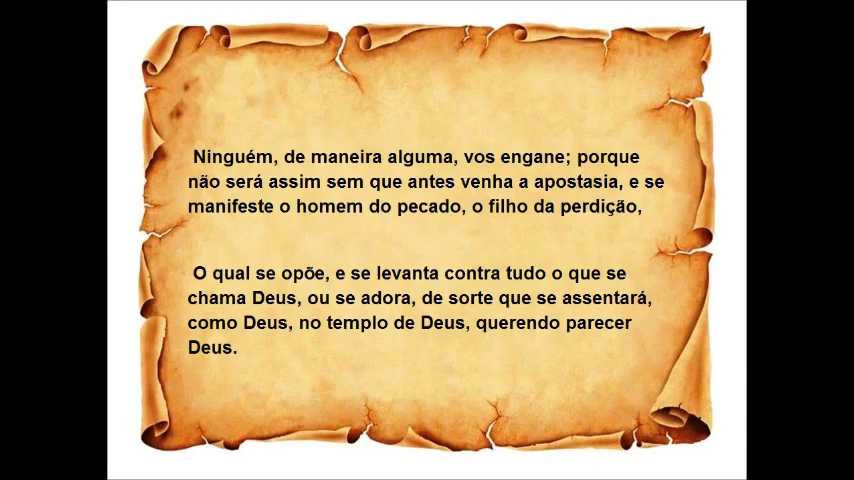 Ninguém, de maneira alguma, vos engane; porque
não será assim sem que antes venha a apostasia, e se
manifeste o homem do pecado, o filho da perdição,
O qual se opõe, e se levanta contra tudo o que se
chama Deus, ou se adora, de sorte que se assentará,
como Deus, no templo de Deus, querendo parecer
Deus.